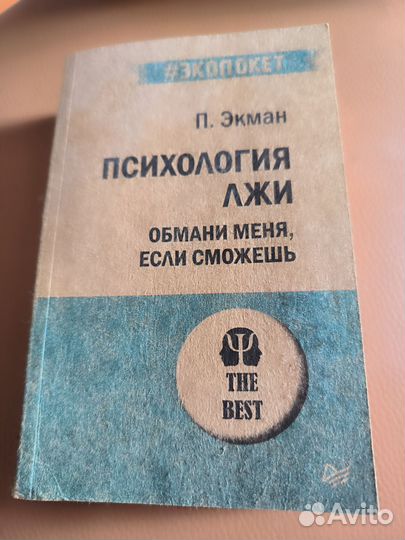 #ЭКОПОКЕТ
П. Экман
ПСИХОЛОГИЯ
ЛЖИ
ОБМАНИ МЕНЯ,
ЕСЛИ СМОЖЕШЬ
Ψ
THE
BEST
Avito